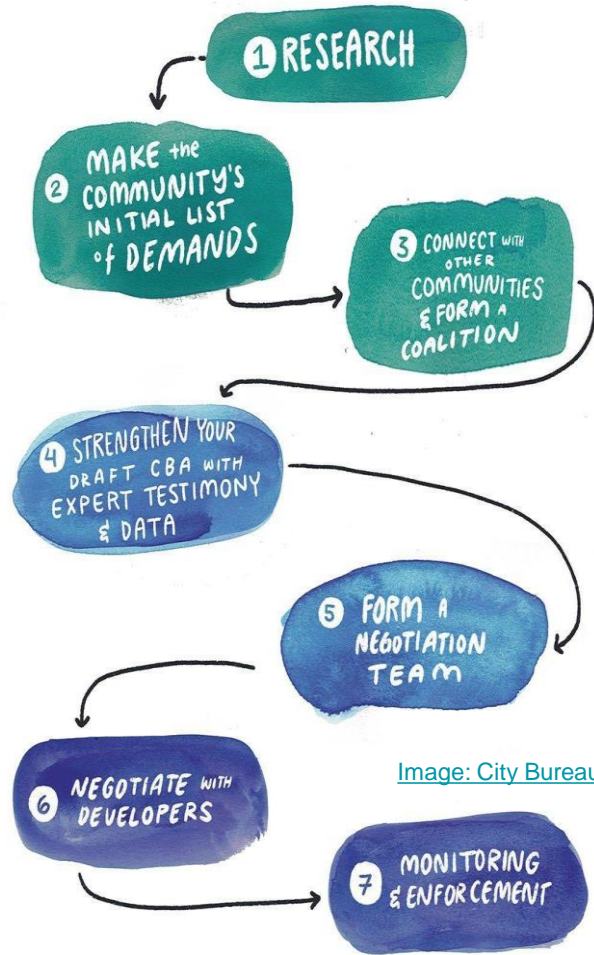 1 RESEARCH
2 MAKE the
COMMUNITY'S
INITIAL LIST
of DEMANDS
3 CONNECT WITH
OTHER
COMMUNITIES
& FORM A
COALITION
4 STRENGTHEN YOUR
DRAFT CBA WITH
EXPERT TESTIMONY
& DATA
5 FORM A
NEGOTIATION
TEAM
Image: City Bureau
6 NEGOTIATE WITH
DEVELOPERS
7 MONITORING
& ENFORCEMENT